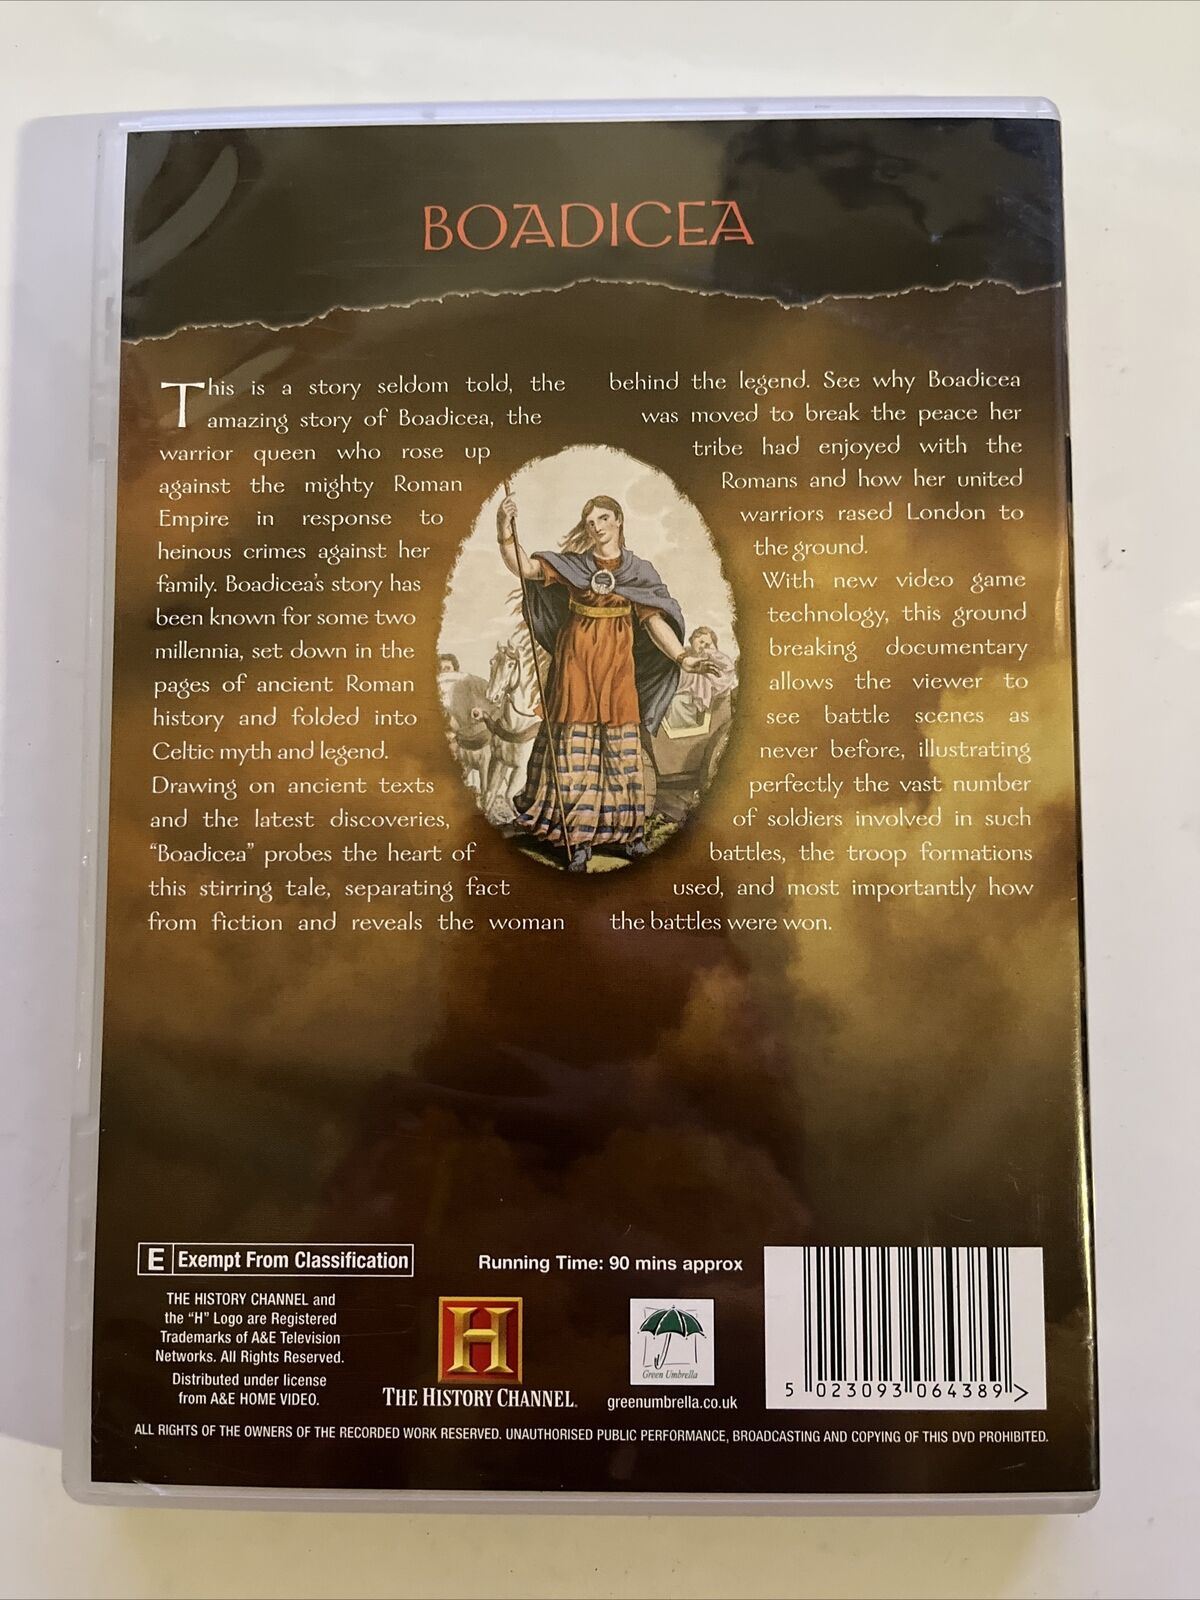 BOADICEA
This is a story seldom told, the
amazing story of Boadicea, the
warrior queen who rose up
against the mighty Roman
Empire in response to
heinous crimes against her
family. Boadicea's story has
been known for some two
millennia, set down in the
pages of ancient Roman
history and folded into
Celtic myth and legend.
Drawing on ancient texts
and the latest discoveries,
"Boadicea" probes the heart of
this stirring tale, separating fact
from fiction and reveals the woman
behind the legend. See why Boadicea
was moved to break the peace her
tribe had enjoyed with the
Romans and how her united
warriors rased London to
the ground.
With new video game
technology, this ground
breaking documentary
allows the viewer to
see battle scenes as
never before, illustrating
perfectly the vast number
of soldiers involved in such
battles, the troop formations
used, and most importantly how
the battles were won.
E Exempt From Classification
Running Time: 90 mins approx
THE HISTORY CHANNEL and
the "H" Logo are Registered
Trademarks of A&E Television
Networks. All Rights Reserved.
Distributed under license
from A&E HOME VIDEO.
H
THE HISTORY CHANNEL.
Green Umbrella
greenumbrella.co.uk
5 023093 064389 >
ALL RIGHTS OF THE OWNERS OF THE RECORDED WORK RESERVED. UNAUTHORISED PUBLIC PERFORMANCE, BROADCASTING AND COPYING OF THIS DVD PROHIBITED.